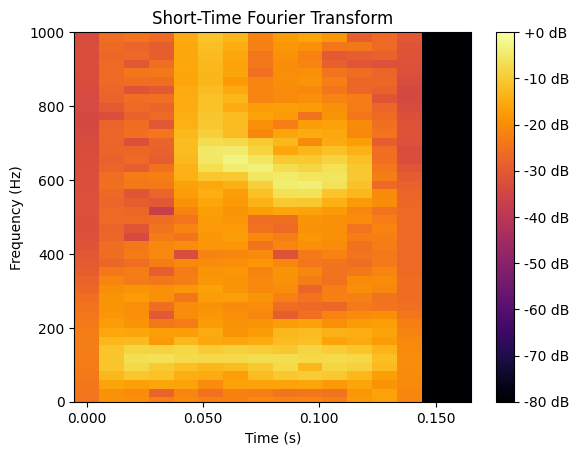 Short-Time Fourier Transform
1000
800
600
400
200
0
Frequency (Hz)
0.000
0.050
0.100
0.150
Time (s)
+0 dB
-10 dB
-20 dB
-30 dB
-40 dB
-50 dB
-60 dB
-70 dB
-80 dB